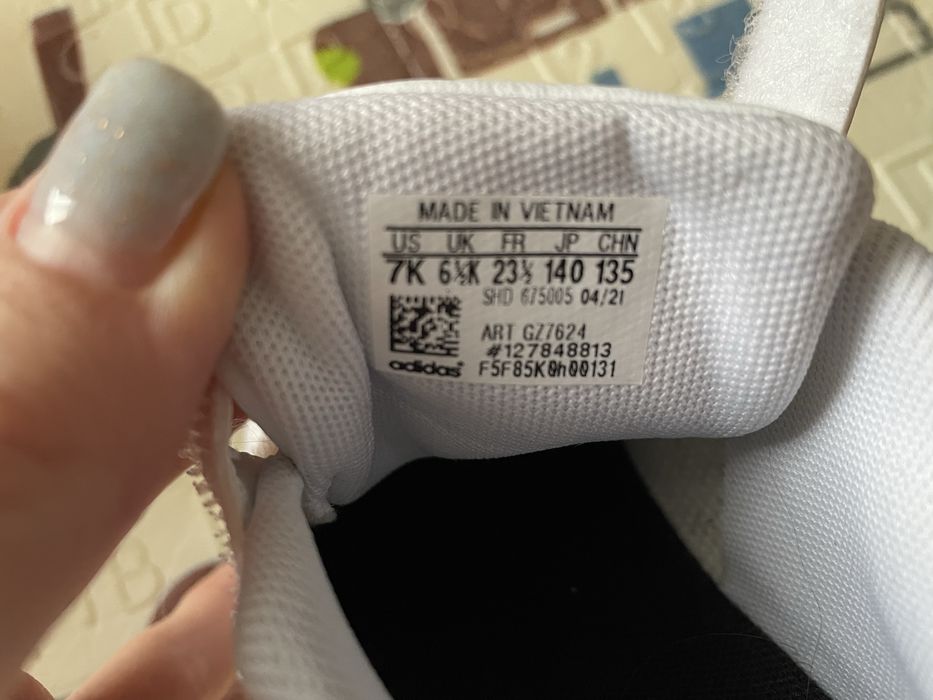 MADE IN VIETNAM
US UK FR JP CHN
7K 6½K 23½ 140 135
SHD 675005 04/21
ART GZ7624
#127848813
adidas F5F85K0h00131